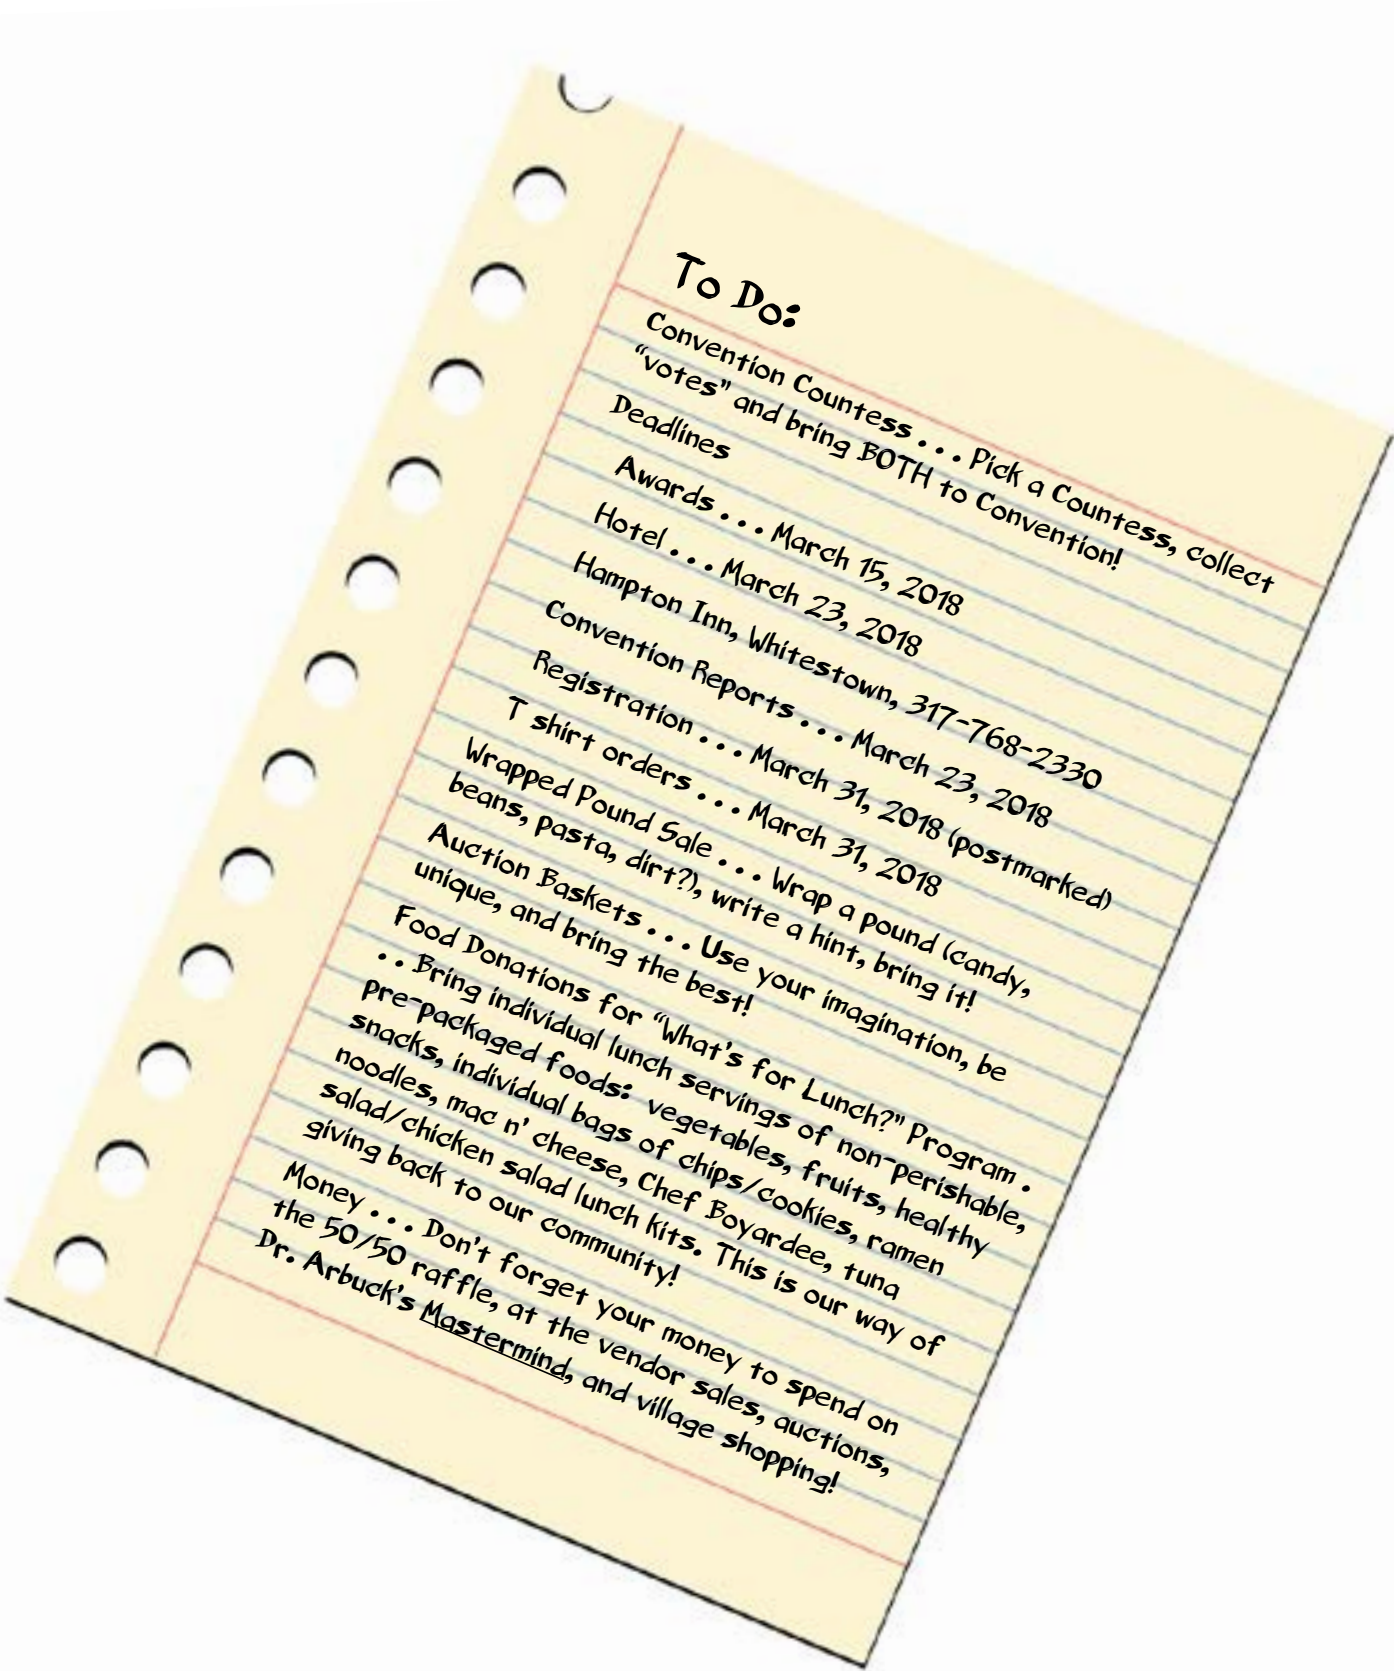 To Do:
Convention Countess . . . Pick a Countess, collect
“votes” and bring BOTH to Convention!
Deadlines
Awards . . . March 15, 2018
Hotel . . . March 23, 2018
Hampton Inn, Whitestown, 317-768-2330
Convention Reports . . . March 23, 2018
Registration . . . March 31, 2018 (postmarked)
T shirt orders . . . March 31, 2018
Wrapped Pound Sale . . . Wrap a pound (candy,
beans, pasta, dirt?), write a hint, bring it!
Auction Baskets . . . Use your imagination, be
unique, and bring the best!
Food Donations for “What’s for Lunch?” Program .
. . Bring individual lunch servings of non-perishable,
pre-packaged foods: vegetables, fruits, healthy
snacks, individual bags of chips/cookies, ramen
noodles, mac n’ cheese, Chef Boyardee, tuna
salad/chicken salad lunch kits. This is our way of
giving back to our community!
Money . . . Don’t forget your money to spend on
the 50/50 raffle, at the vendor sales, auctions,
Dr. Arbuck’s Mastermind, and village shopping!